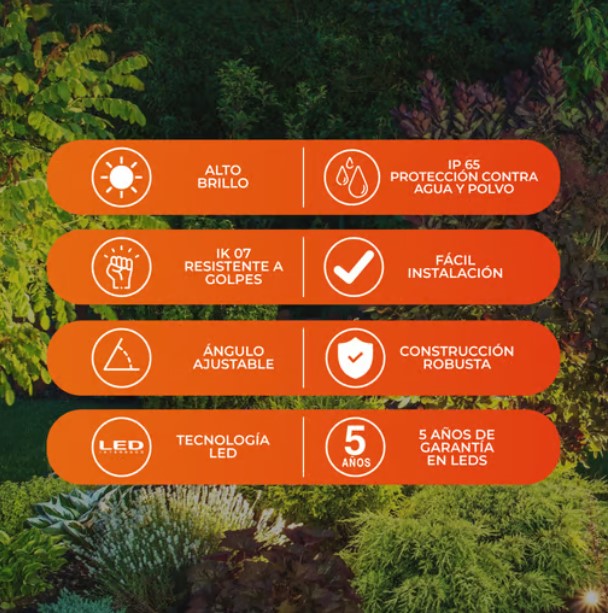 ALTO
BRILLO
IP 65
PROTECCIÓN CONTRA
AGUA Y POLVO
IK 07
RESISTENTE A
GOLPES
FÁCIL
INSTALACIÓN
ÁNGULO
AJUSTABLE
CONSTRUCCIÓN
ROBUSTA
LED
TECNOLOGÍA
LED
5
AÑOS
5 AÑOS DE
GARANTÍA
EN LEDS